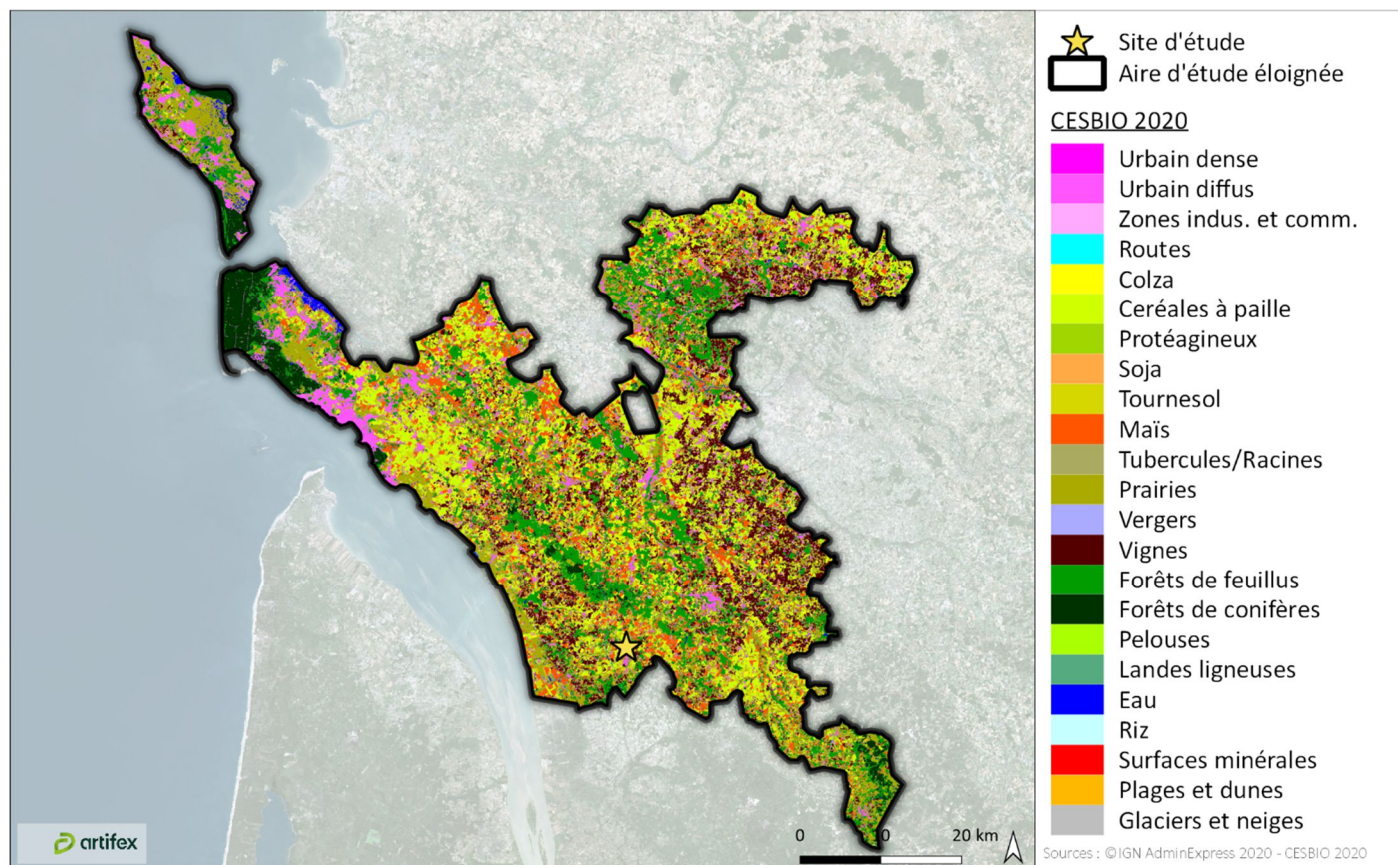 Site d'étude
Aire d'étude éloignée
CESBIO 2020
Urbain dense
Urbain diffus
Zones indus. et comm.
Routes
Colza
Ceréales à paille
Protéagineux
Soja
Tournesol
Maïs
Tubercules/Racines
Prairies
Vergers
Vignes
Forêts de feuillus
Forêts de conifères
Pelouses
Landes ligneuses
Eau
Riz
Surfaces minérales
Plages et dunes
Glaciers et neiges
artifex
0 20 km
Sources : ©IGN AdminExpress 2020 - CESBIO 2020